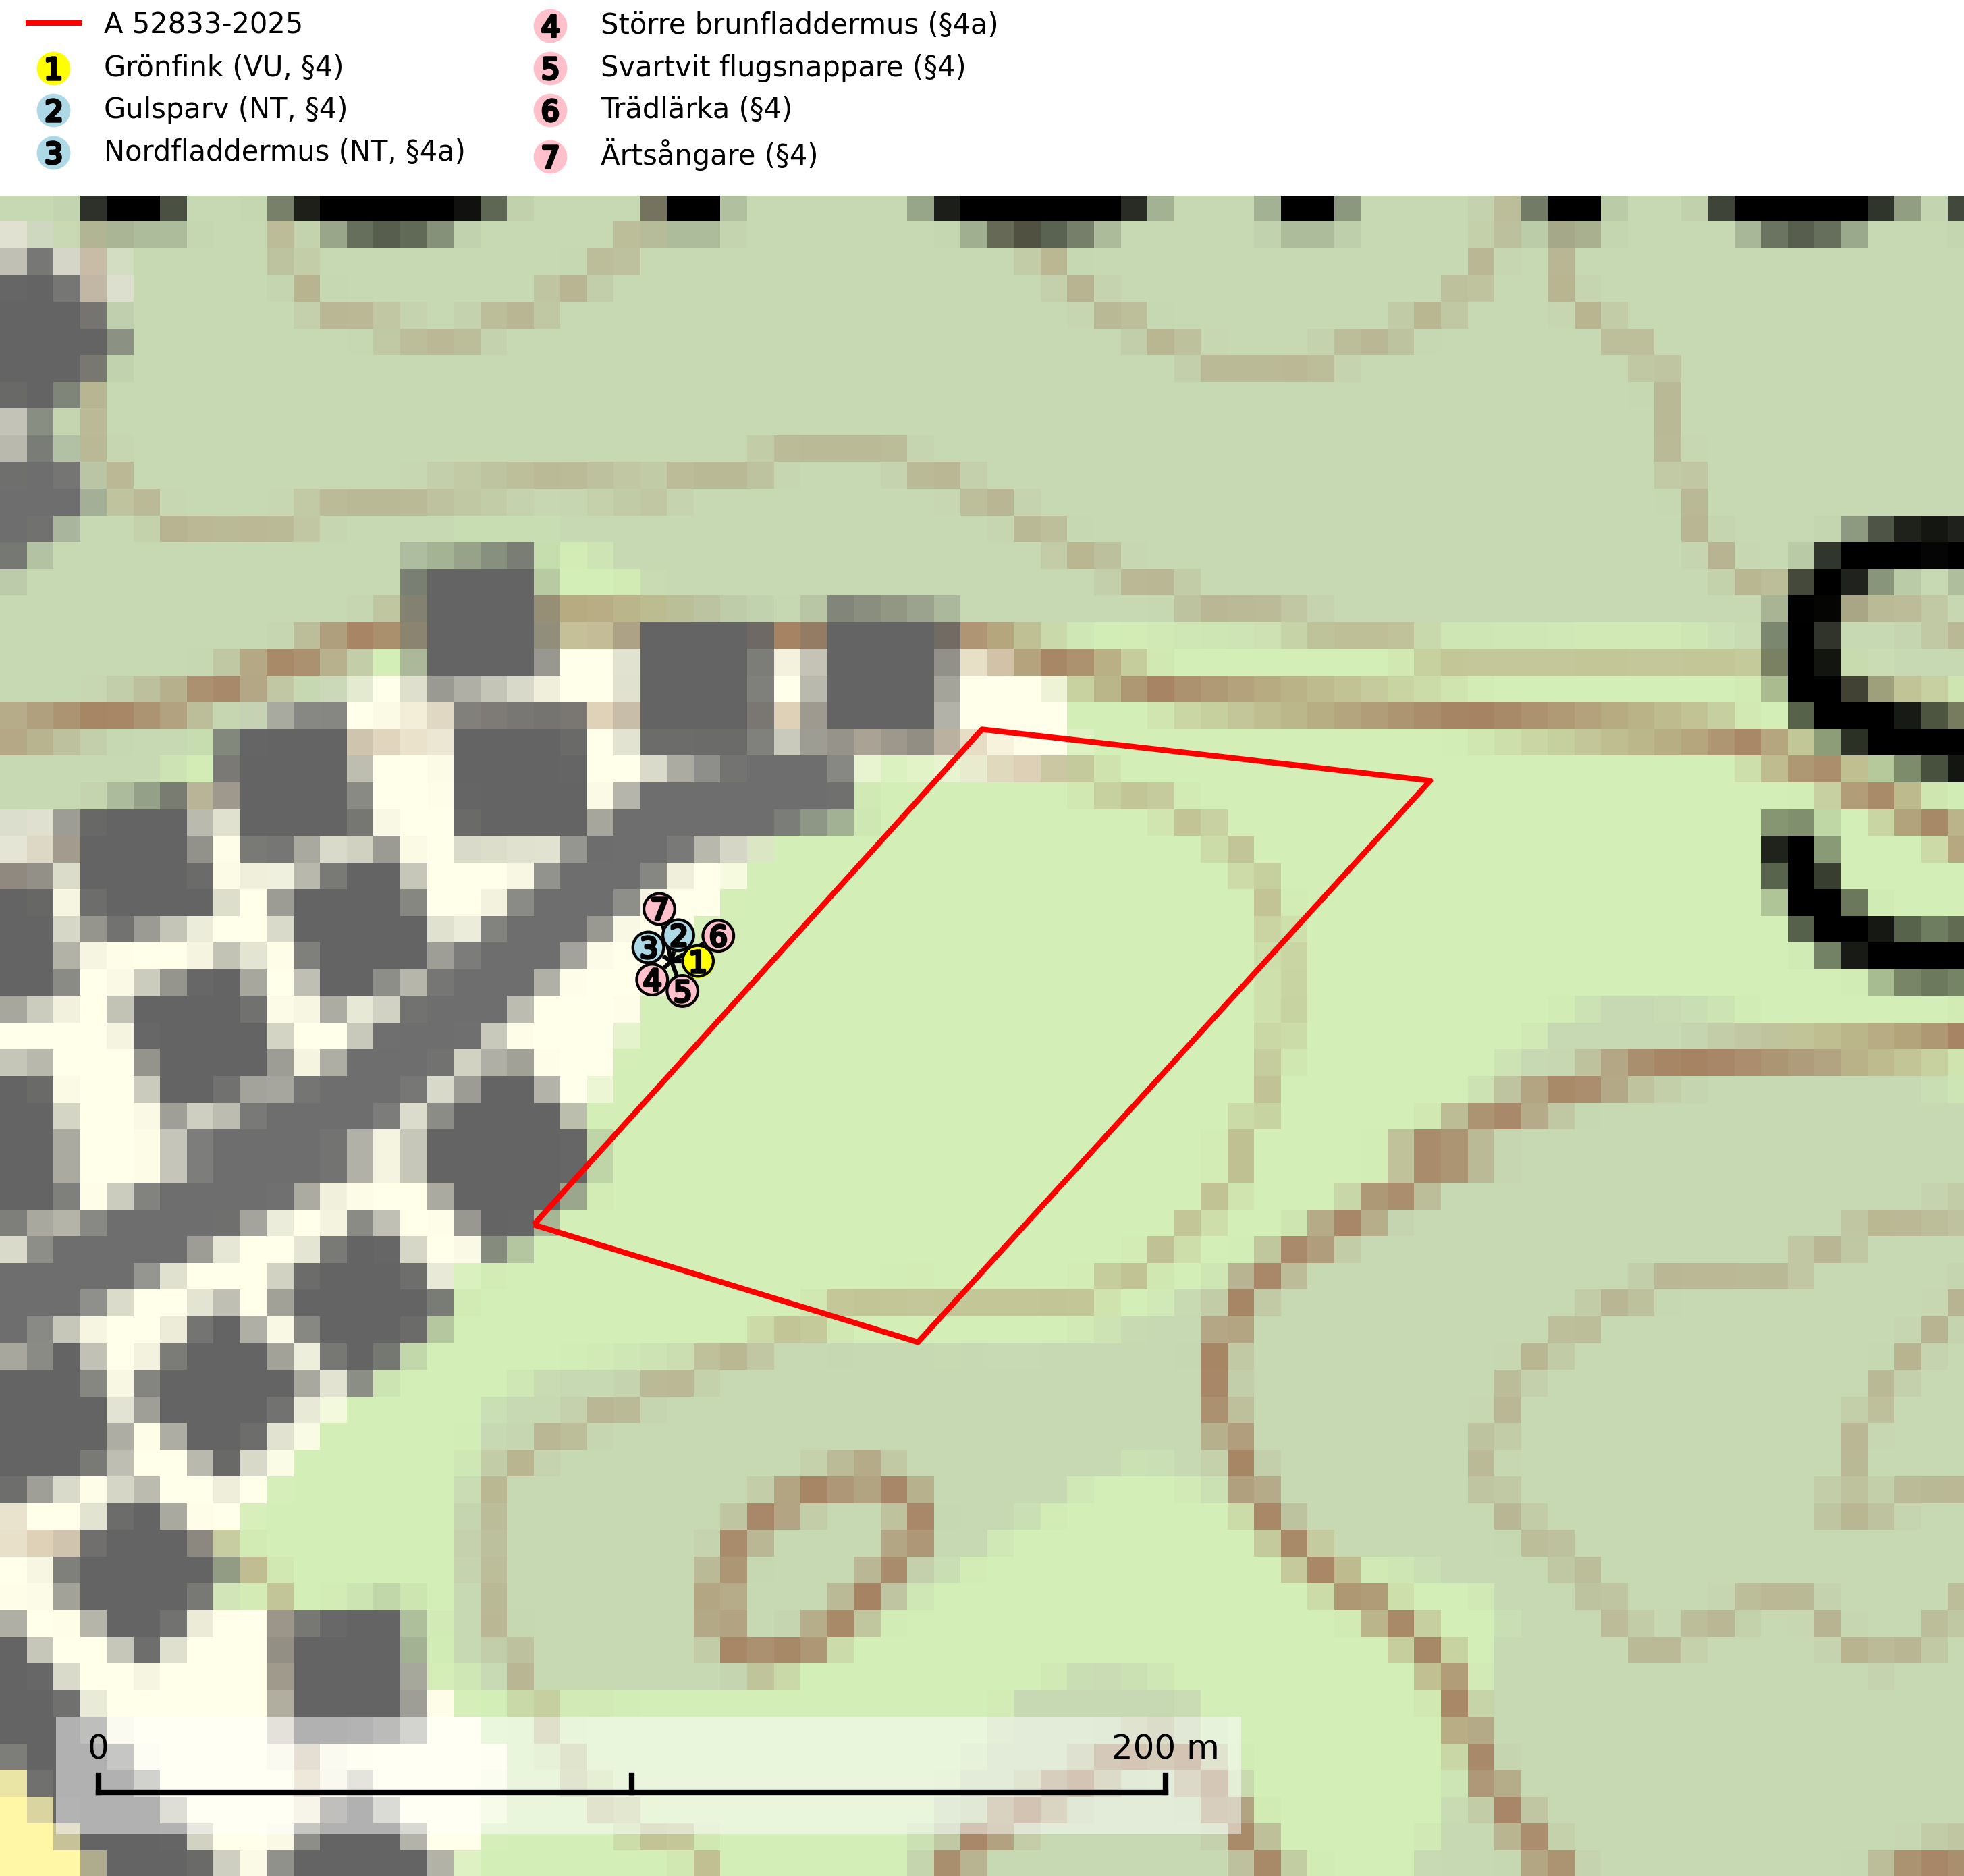 A 52833-2025
1 Grönfink (VU, §4)
2 Gulsparv (NT, §4)
3 Nordfladdermus (NT, §4a)
4 Större brunfladdermus (§4a)
5 Svartvit flugsnappare (§4)
6 Trädlärka (§4)
7 Ärtsångare (§4)
7
2 6
3 1
4
5
0 200 m